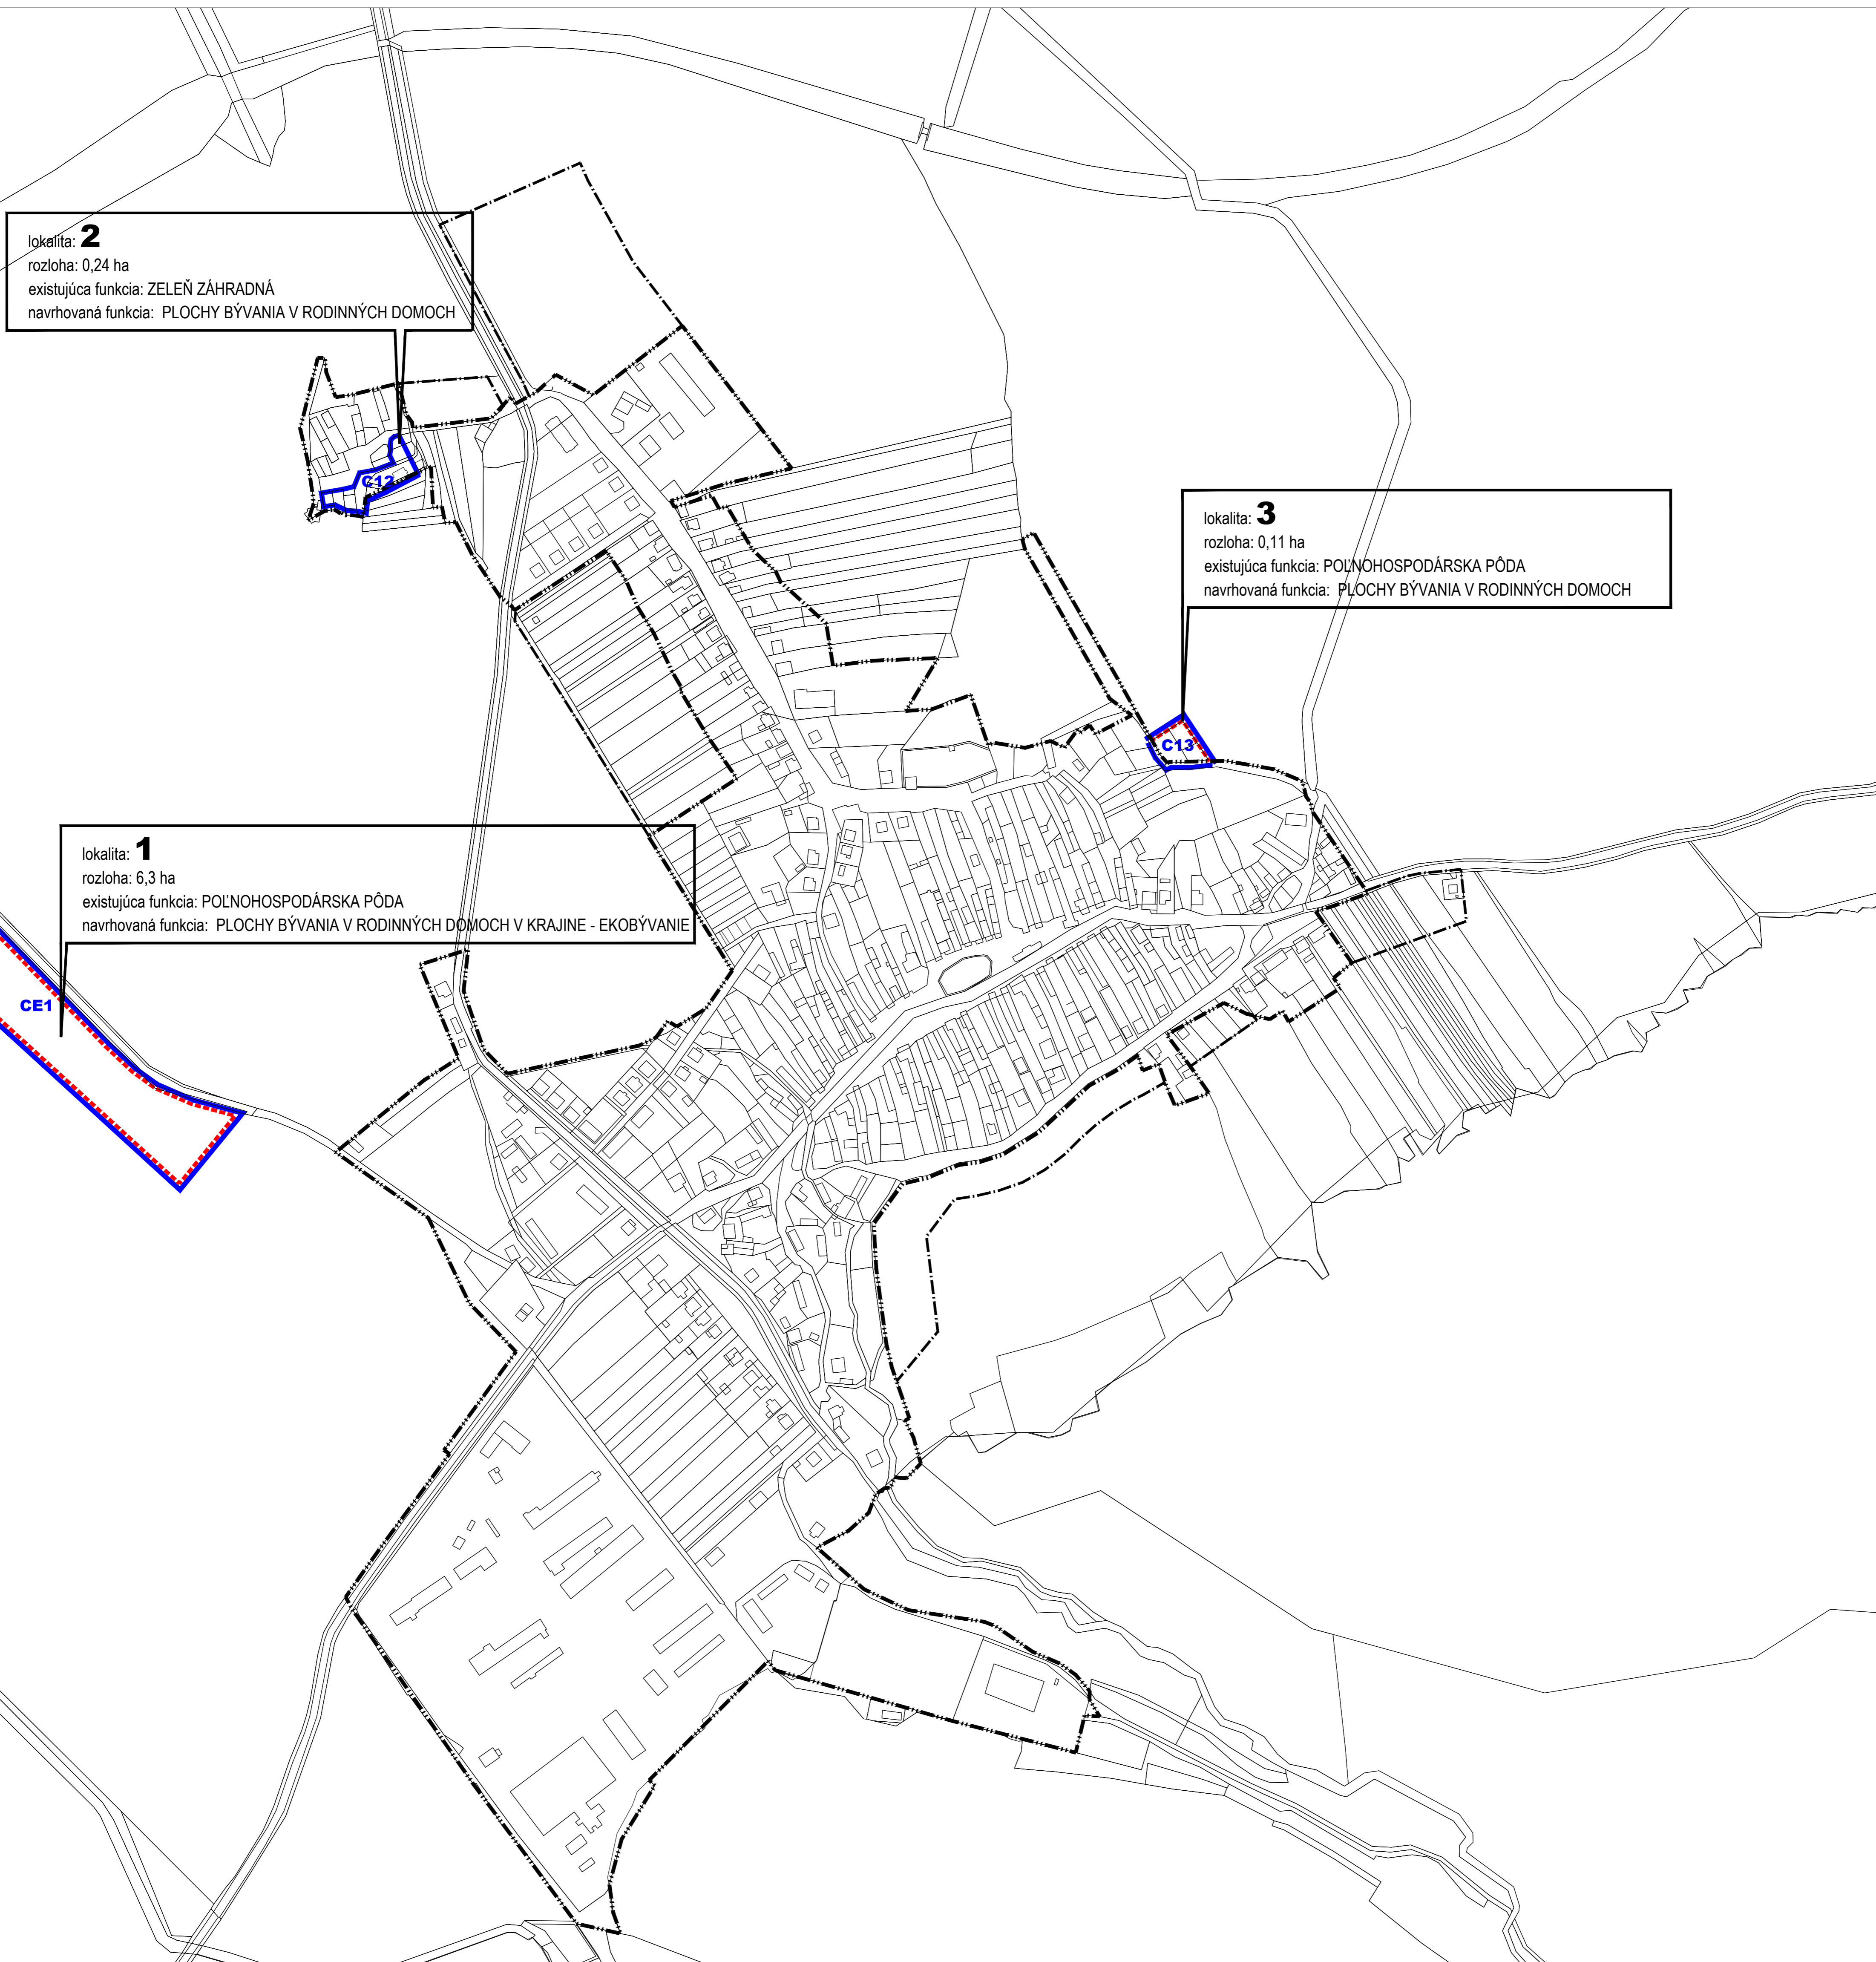 lokalita: 2
rozloha: 0,24 ha
existujúca funkcia: ZELEŇ ZÁHRADNÁ
navrhovaná funkcia: PLOCHY BÝVANIA V RODINNÝCH DOMOCH
C12
lokalita: 3
rozloha: 0,11 ha
existujúca funkcia: POĽNOHOSPODÁRSKA PÔDA
navrhovaná funkcia: PLOCHY BÝVANIA V RODINNÝCH DOMOCH
C13
lokalita: 1
rozloha: 6,3 ha
existujúca funkcia: POĽNOHOSPODÁRSKA PÔDA
navrhovaná funkcia: PLOCHY BÝVANIA V RODINNÝCH DOMOCH V KRAJINE - EKOBÝVANIE
CE1